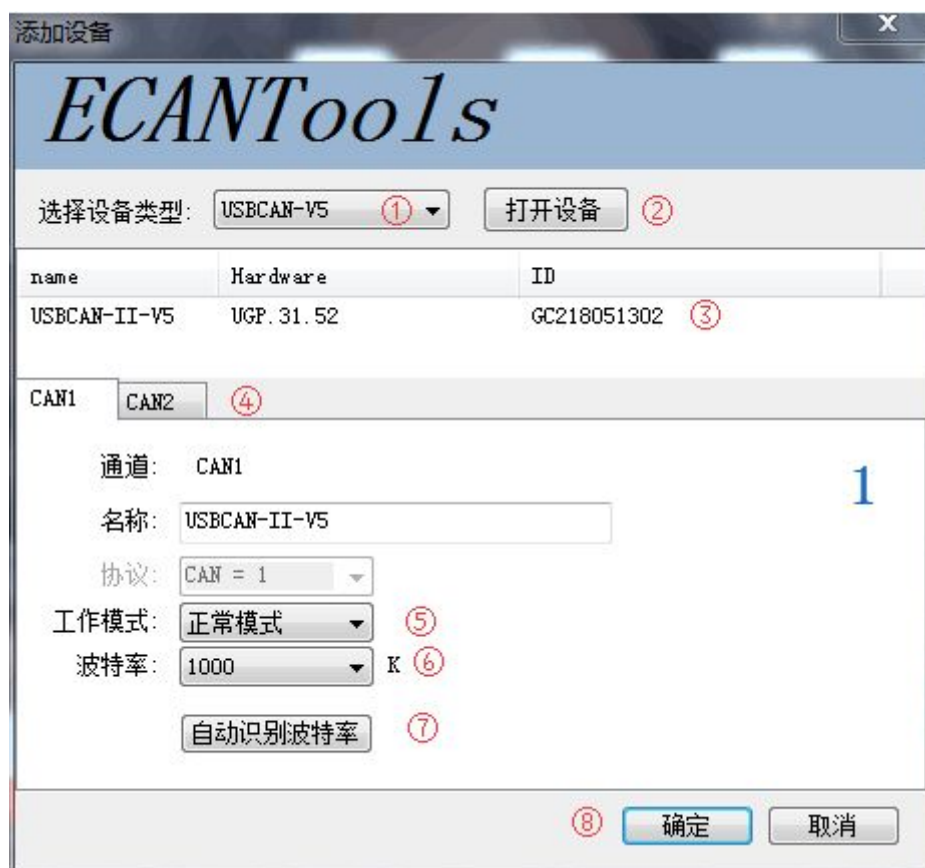 添加设备
ECANTools
选择设备类型: USBCAN-V5 ① 打开设备 ②
name Hardware ID
USBCAN-II-V5 UGP.31.52 GC218051302 ③
CAN1 CAN2 ④
通道: CAN1
1
名称: USBCAN-II-V5
协议: CAN = 1
工作模式: 正常模式 ⑤
波特率: 1000 K ⑥
自动识别波特率 ⑦
⑧ 确定 取消